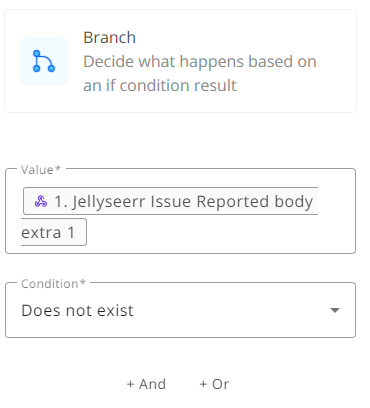 Branch
Decide what happens based on
an if condition result
Value*
1. Jellyseerr Issue Reported body
extra 1
Condition*
Does not exist
+ And + Or